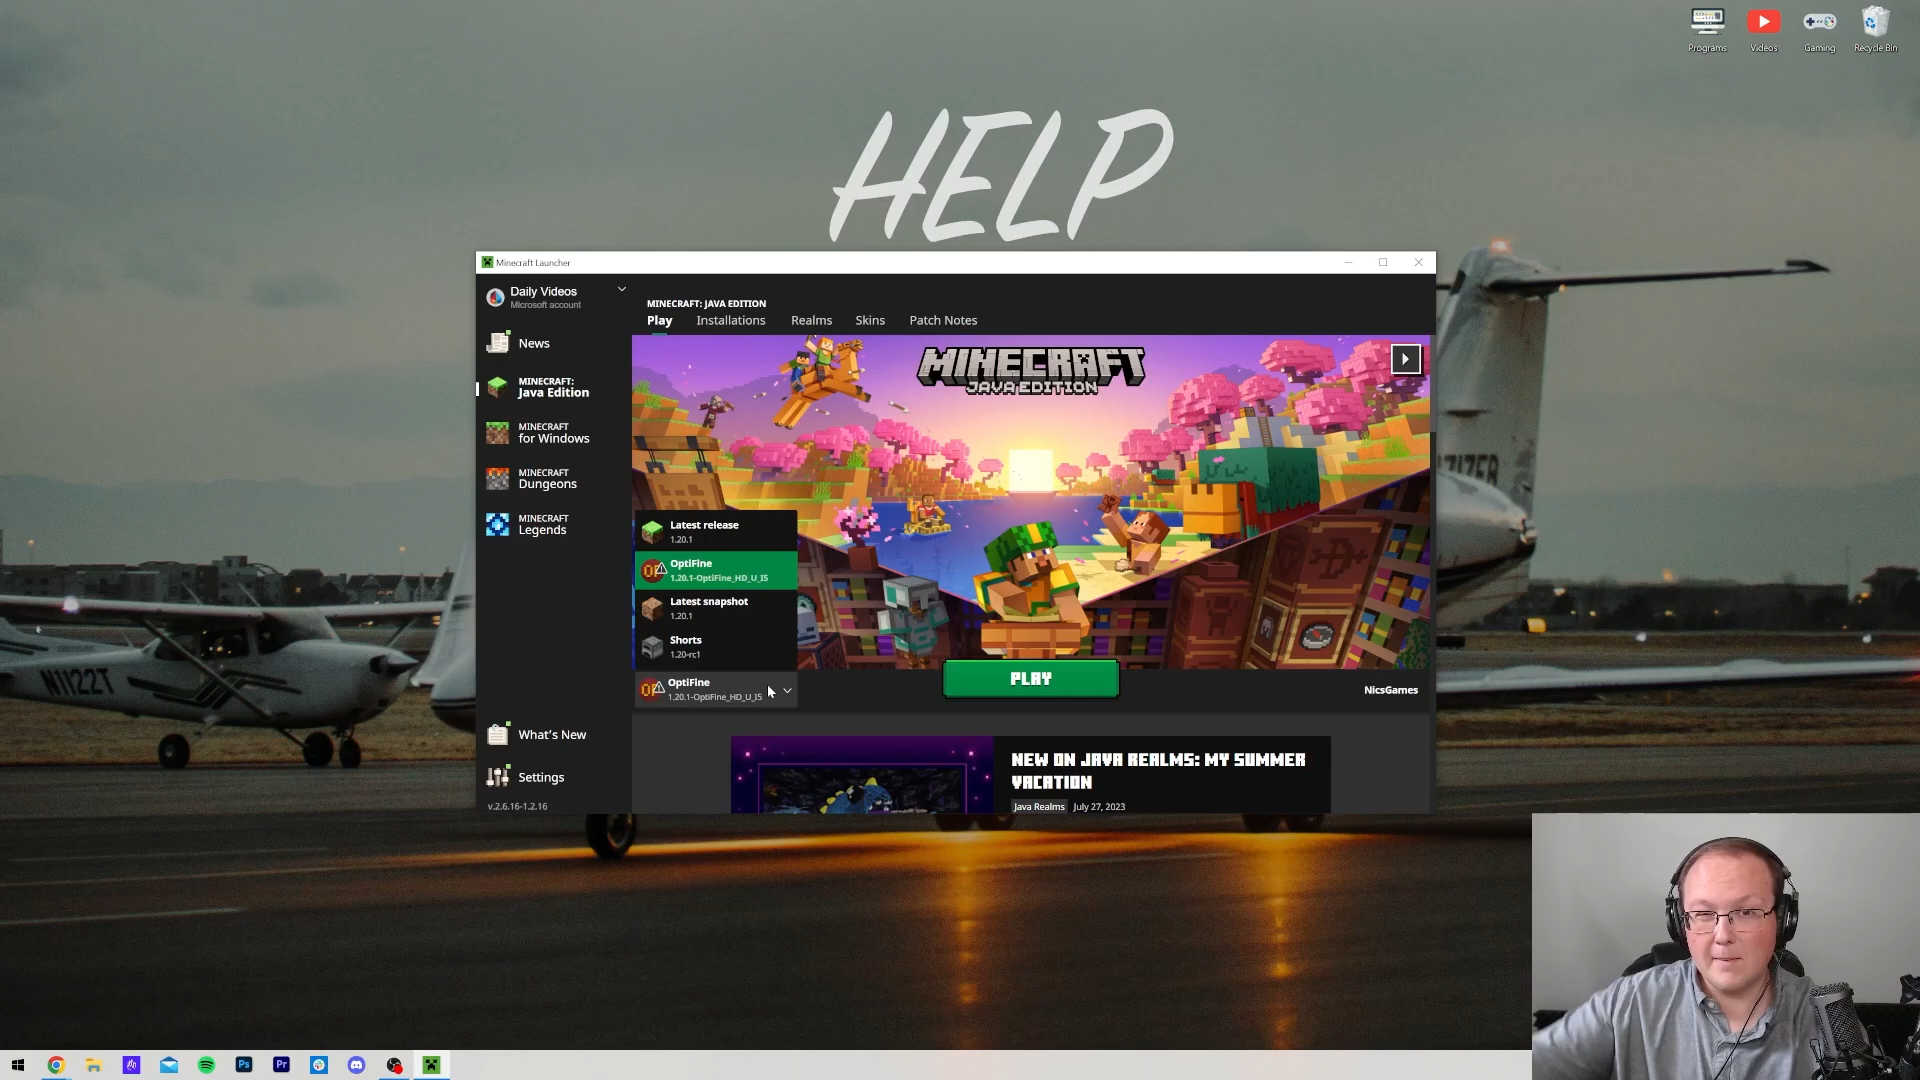 Programs
Videos
Gaming
Recycle Bin
HELP
Minecraft Launcher
Daily Videos
Microsoft account
News
MINECRAFT:
Java Edition
MINECRAFT
for Windows
MINECRAFT
Dungeons
MINECRAFT
Legends
What's New
Settings
v.2.6.16-1.2.16
MINECRAFT: JAVA EDITION
Play Installations Realms Skins Patch Notes
MINECRAFT
JAVA EDITION
Latest release
1.20.1
OptiFine
1.20.1-OptiFine_HD_U_I5
Latest snapshot
1.20.1
Shorts
1.20-rc1
OptiFine
1.20.1-OptiFine_HD_U_I5
PLAY
NicsGames
NEW ON JAVA REALMS: MY SUMMER
VACATION
Java Realms July 27, 2023
N1122T
Ps
Pr